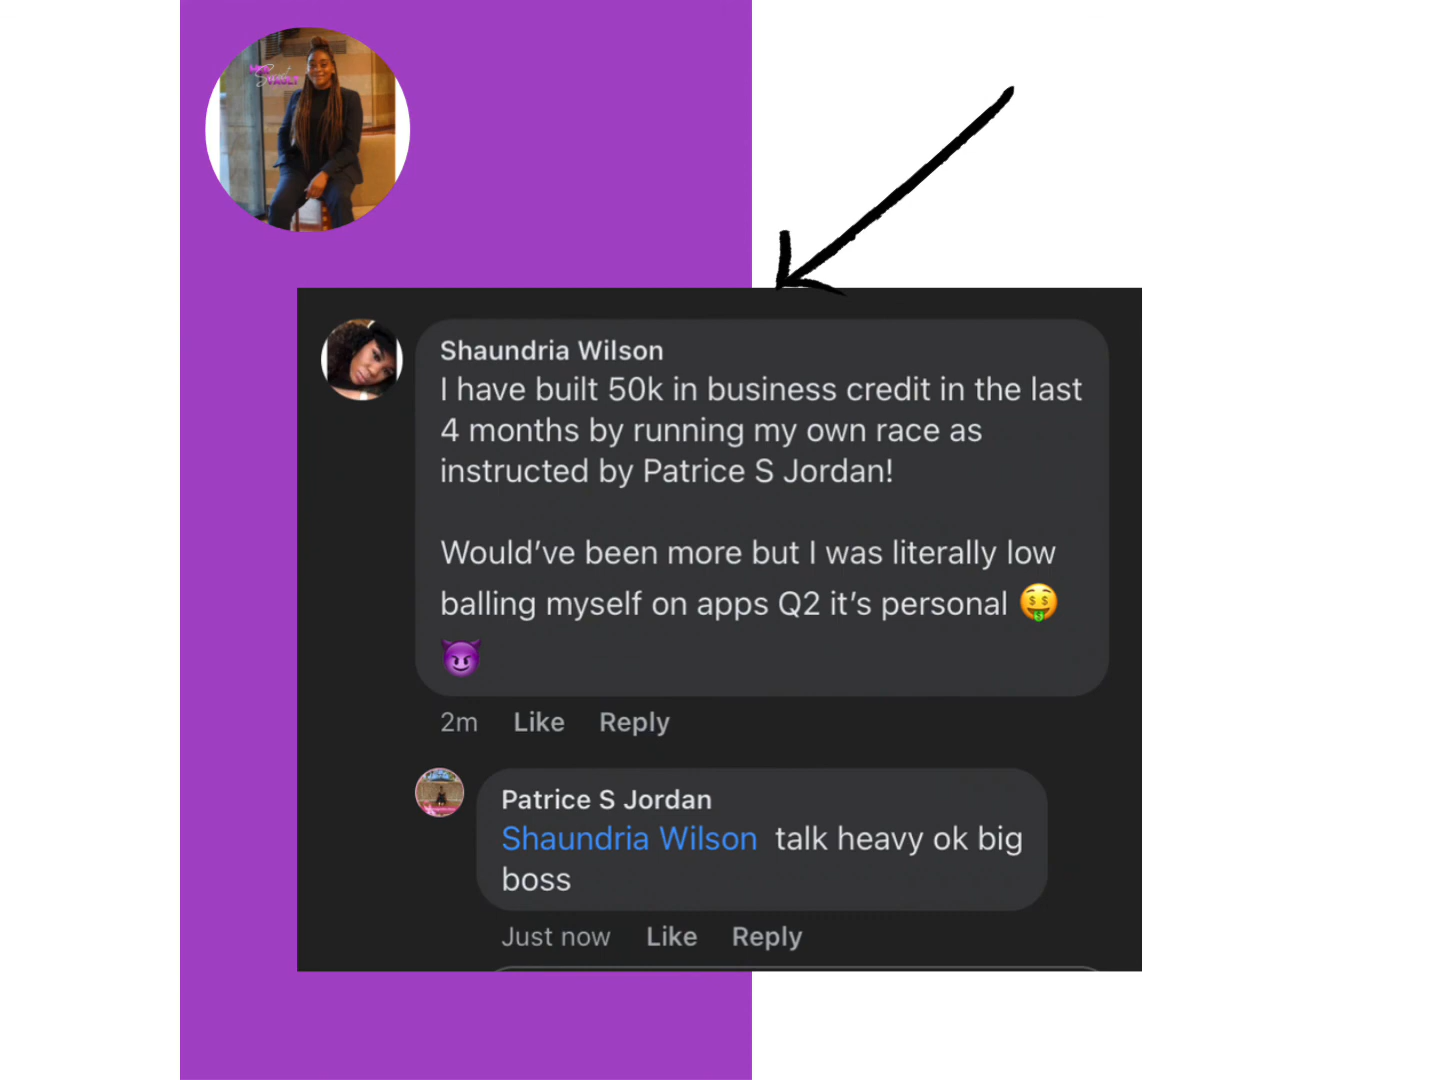 Shaundria Wilson
I have built 50k in business credit in the last
4 months by running my own race as
instructed by Patrice S Jordan!
Would've been more but I was literally low
balling myself on apps Q2 it's personal 🤑
😈
2m Like Reply
Patrice S Jordan
Shaundria Wilson talk heavy ok big
boss
Just now Like Reply